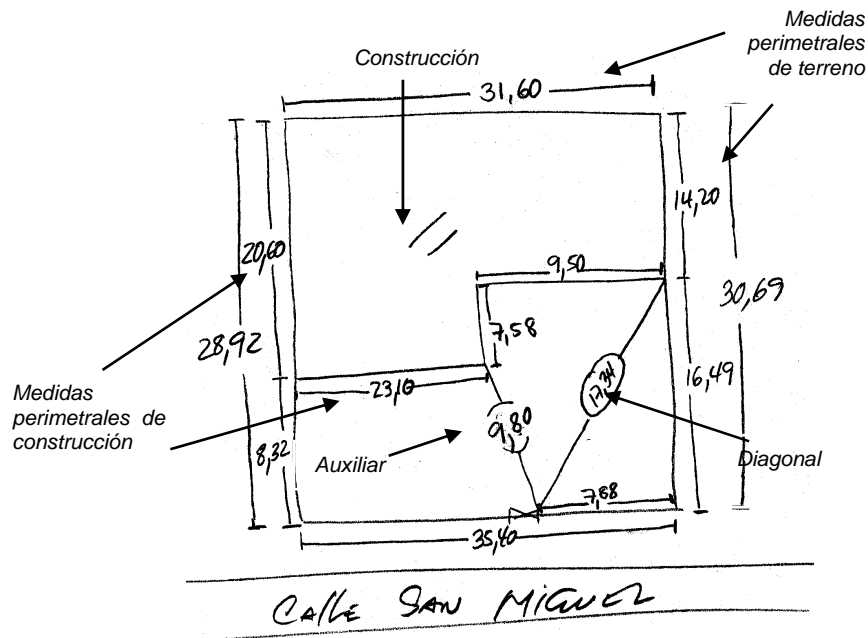 Medidas
perimetrales
de terreno
Construcción
31,60
14,20
20,60
9,50
30,69
7,58
28,92
16,49
17,34
Medidas
perimetrales de
construcción
23,10
9,80
8,32
Auxiliar
Diagonal
7,88
35,40
CAllE SAN MIGUEL